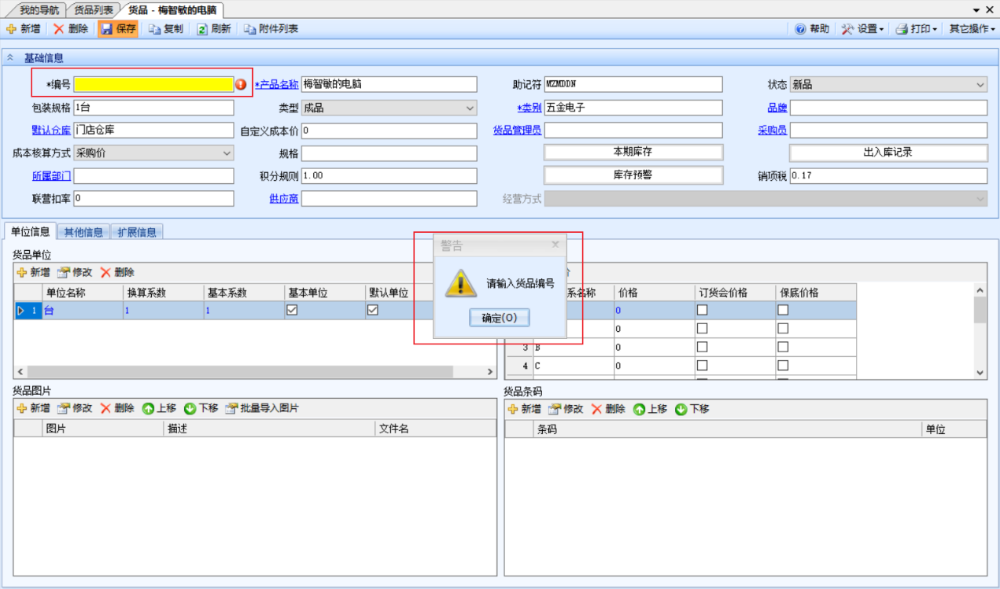 我的导航 货品列表 货品 - 梅智敏的电脑
新增 删除 保存 复制 刷新 附件列表 帮助 设置 打印 其它操作
基础信息
*编号 *产品名称 梅智敏的电脑 助记符 MZMDDN 状态 新品
包装规格 1台 类型 成品 *类别 五金电子 品牌
默认仓库 门店仓库 自定义成本价 0 货品管理员 采购员
成本核算方式 采购价 规格 本期库存 出入库记录
所属部门 积分规则 1.00 库存预警 销项税 0.17
联营扣率 0 供应商 经营方式
单位信息 其他信息 扩展信息
货品单位
新增 修改 删除
单位名称 换算系数 基本系数 基本单位 默认单位
1 台 1 1
警告
请输入货品编号
确定(O)
系名称 价格 订货会价格 保底价格
0
0
3 B 0
4 C 0
货品图片
新增 修改 删除 上移 下移 批量导入图片
图片 描述 文件名
货品条码
新增 修改 删除 上移 下移
条码 单位